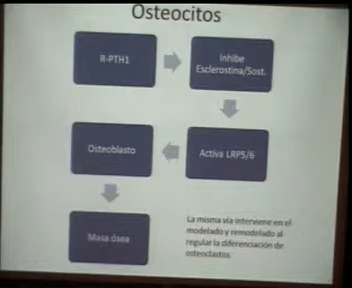 Osteocitos
R-PTH1
Inhibe
Esclerostina/Sost.
Osteoblasto
Activa LRP5/6
Masa ósea
La misma vía interviene en el
modelado y remodelado al
regular la diferenciación de
osteoclastos.